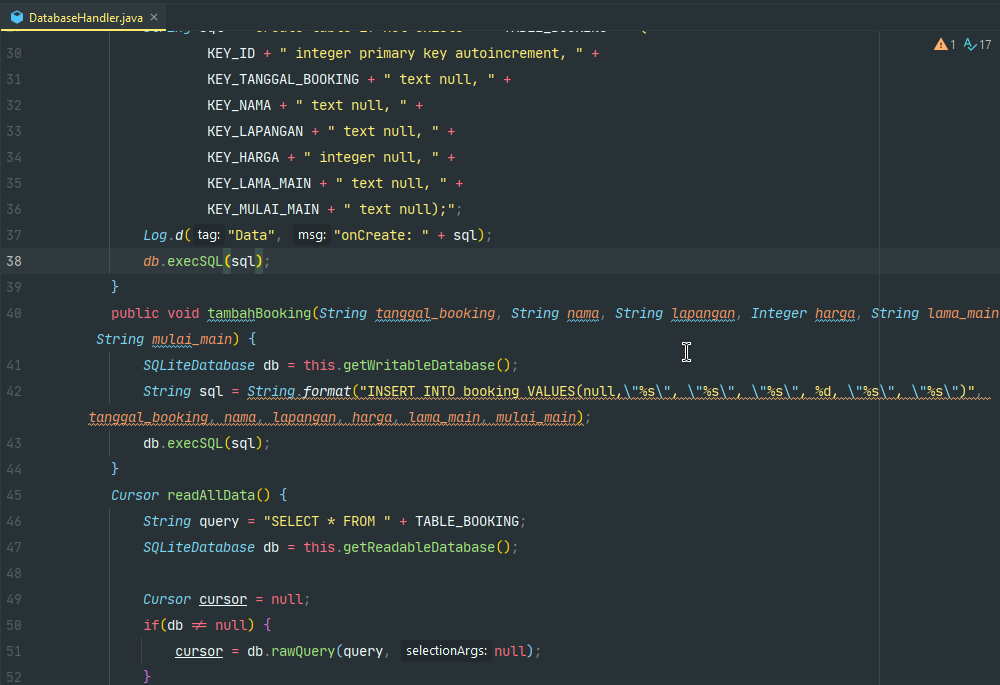 DatabaseHandler.java ×
30 KEY_ID + " integer primary key autoincrement, " +
31 KEY_TANGGAL_BOOKING + " text null, " +
32 KEY_NAMA + " text null, " +
33 KEY_LAPANGAN + " text null, " +
34 KEY_HARGA + " integer null, " +
35 KEY_LAMA_MAIN + " text null, " +
36 KEY_MULAI_MAIN + " text null);";
37 Log.d( tag: "Data", msg: "onCreate: " + sql);
38 db.execSQL(sql);
39 }
40 public void tambahBooking(String tanggal_booking, String nama, String lapangan, Integer harga, String lama_main
String mulai_main) {
41 SQLiteDatabase db = this.getWritableDatabase();
42 String sql = String.format("INSERT INTO booking VALUES(null,\"%s\", \"%s\", \"%s\", %d, \"%s\", \"%s\")",
tanggal_booking, nama, lapangan, harga, lama_main, mulai_main);
43 db.execSQL(sql);
44 }
45 Cursor readAllData() {
46 String query = "SELECT * FROM " + TABLE_BOOKING;
47 SQLiteDatabase db = this.getReadableDatabase();
48
49 Cursor cursor = null;
50 if(db ≠ null) {
51 cursor = db.rawQuery(query, selectionArgs: null);
52 }
1 17